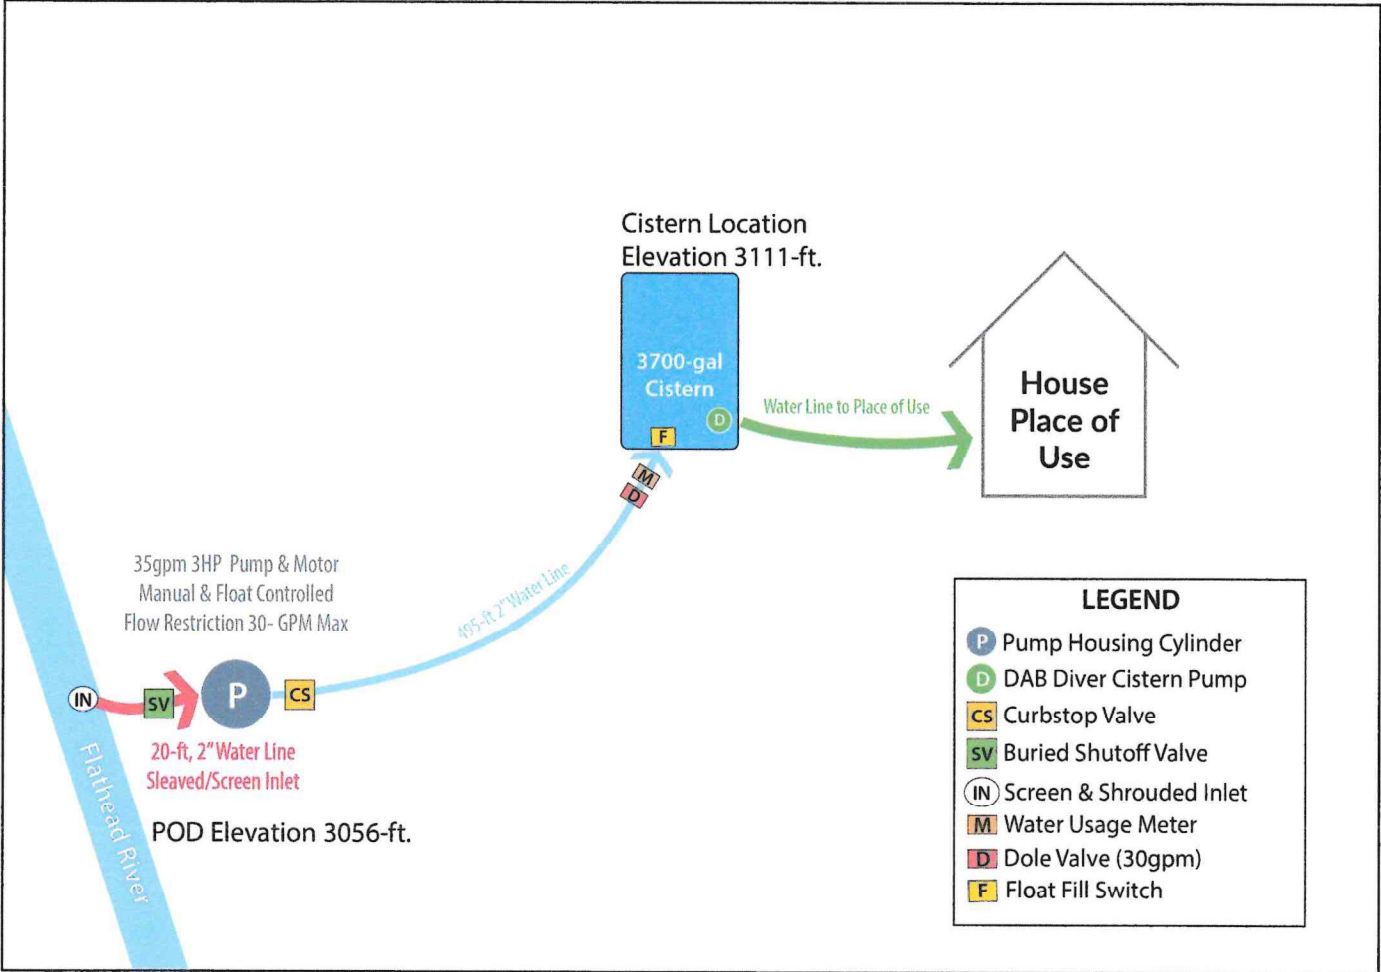 Cistern Location
Elevation 3111-ft.
3700-gal
Cistern
D
F
Water Line to Place of Use
House
Place of
Use
M
D
495-ft 2" Water Line
35gpm 3HP Pump & Motor
Manual & Float Controlled
Flow Restriction 30- GPM Max
IN
SV
P
CS
20-ft, 2" Water Line
Sleaved/Screen Inlet
Flathead River
POD Elevation 3056-ft.
LEGEND
P Pump Housing Cylinder
D DAB Diver Cistern Pump
CS Curbstop Valve
SV Buried Shutoff Valve
IN Screen & Shrouded Inlet
M Water Usage Meter
D Dole Valve (30gpm)
F Float Fill Switch